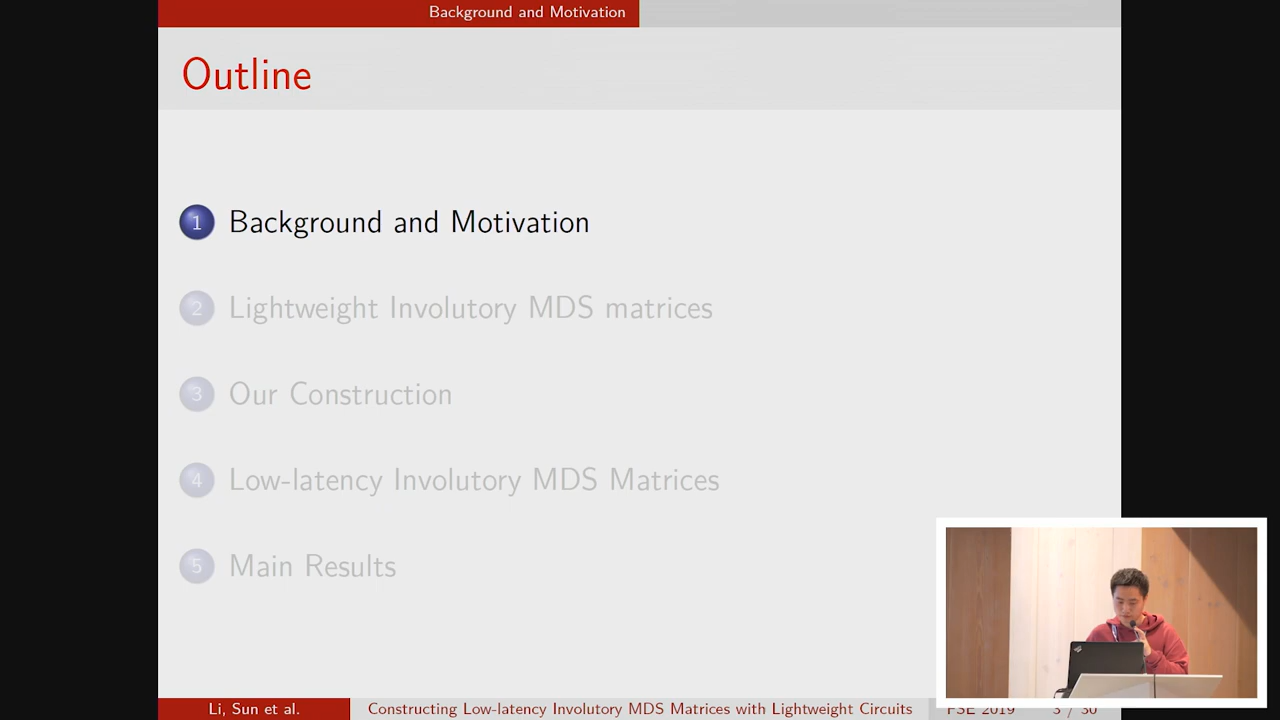 Background and Motivation
Outline
1 Background and Motivation
2 Lightweight Involutory MDS matrices
3 Our Construction
4 Low-latency Involutory MDS Matrices
5 Main Results
Li, Sun et al. Constructing Low-latency Involutory MDS Matrices with Lightweight Circuits FSE 2019 3 / 30